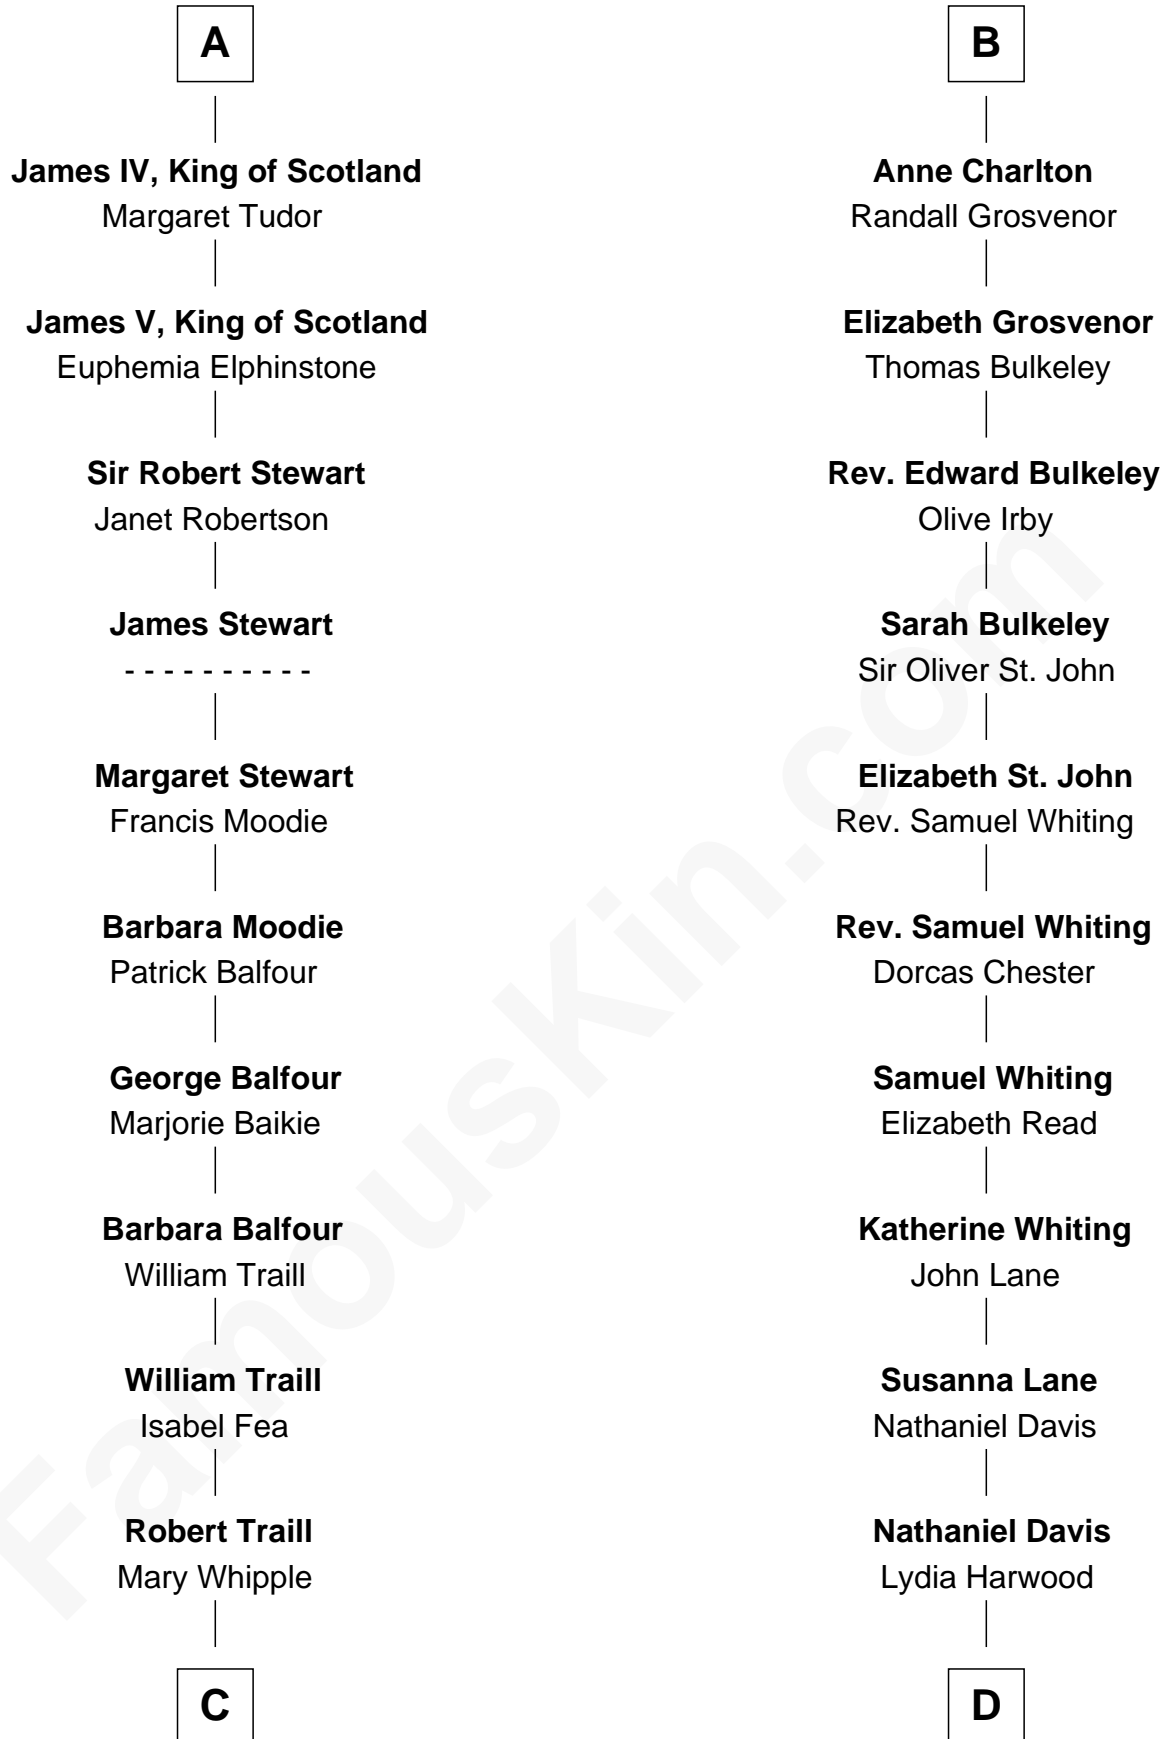 A
James IV, King of Scotland
Margaret Tudor
James V, King of Scotland
Euphemia Elphinstone
Sir Robert Stewart
Janet Robertson
James Stewart
- - - - - - - - - -
Margaret Stewart
Francis Moodie
Barbara Moodie
Patrick Balfour
George Balfour
Marjorie Baikie
Barbara Balfour
William Traill
William Traill
Isabel Fea
Robert Traill
Mary Whipple
C
B
Anne Charlton
Randall Grosvenor
Elizabeth Grosvenor
Thomas Bulkeley
Rev. Edward Bulkeley
Olive Irby
Sarah Bulkeley
Sir Oliver St. John
Elizabeth St. John
Rev. Samuel Whiting
Rev. Samuel Whiting
Dorcas Chester
Samuel Whiting
Elizabeth Read
Katherine Whiting
John Lane
Susanna Lane
Nathaniel Davis
Nathaniel Davis
Lydia Harwood
D
FamousKin.com